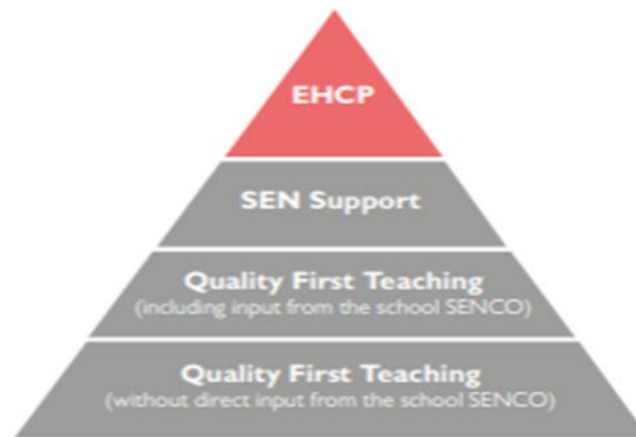 EHCP
SEN Support
Quality First Teaching
(including input from the school SENCO)
Quality First Teaching
(without direct input from the school SENCO)